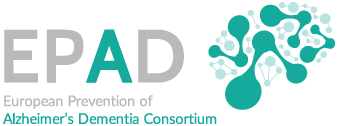 EPAD
European Prevention of
Alzheimer's Dementia Consortium